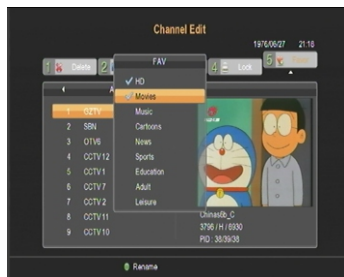 Channel Edit
1976/06/27 21:18
1 Delete 2 4 Lock 5
FAV
HD
Movies
Music
Cartoons
News
Sports
Education
Adult
Leisure
A
1 GZTV
2 SBN
3 OTV6
4 CCTV12
5 CCTV1
6 CCTV7
7 CCTV2
8 CCTV11
9 CCTV10
Chinas6b_C
3796 / H / 6930
PID : 38/39/38
Rename